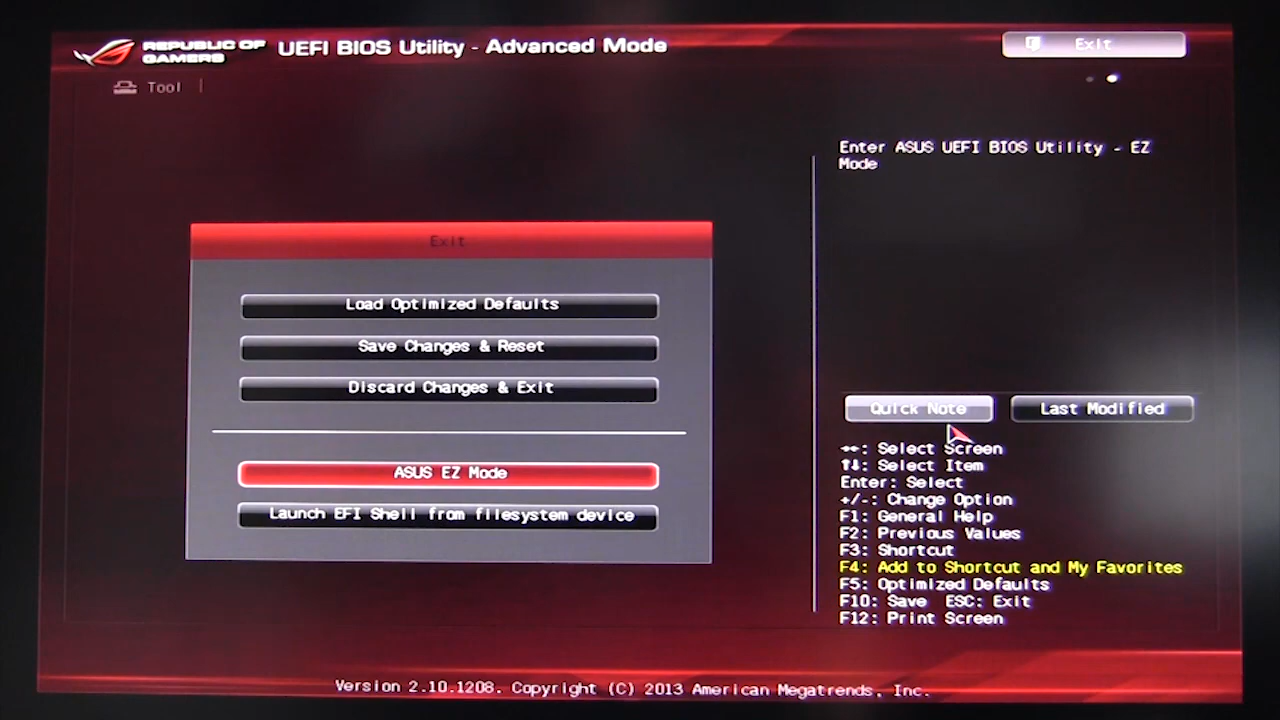 REPUBLIC OF
GAMERS
UEFI BIOS Utility - Advanced Mode
Exit
Tool
Enter ASUS UEFI BIOS Utility - EZ
Mode
Exit
Load Optimized Defaults
Save Changes & Reset
Discard Changes & Exit
ASUS EZ Mode
Launch EFI Shell from filesystem device
Quick Note
Last Modified
→←: Select Screen
↑↓: Select Item
Enter: Select
+/-: Change Option
F1: General Help
F2: Previous Values
F3: Shortcut
F4: Add to Shortcut and My Favorites
F5: Optimized Defaults
F10: Save ESC: Exit
F12: Print Screen
Version 2.10.1208. Copyright (C) 2013 American Megatrends, Inc.